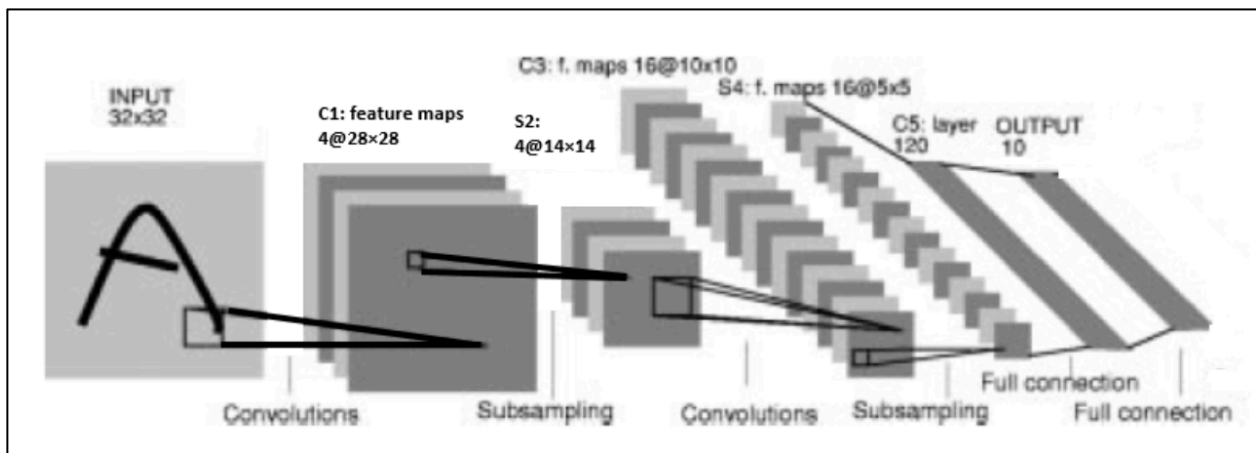 INPUT
32x32
C1: feature maps
4@28×28
S2:
4@14×14
C3: f. maps 16@10x10
S4: f. maps 16@5x5
C5: layer
120
OUTPUT
10
Convolutions
Subsampling
Convolutions
Subsampling
Full connection
Full connection